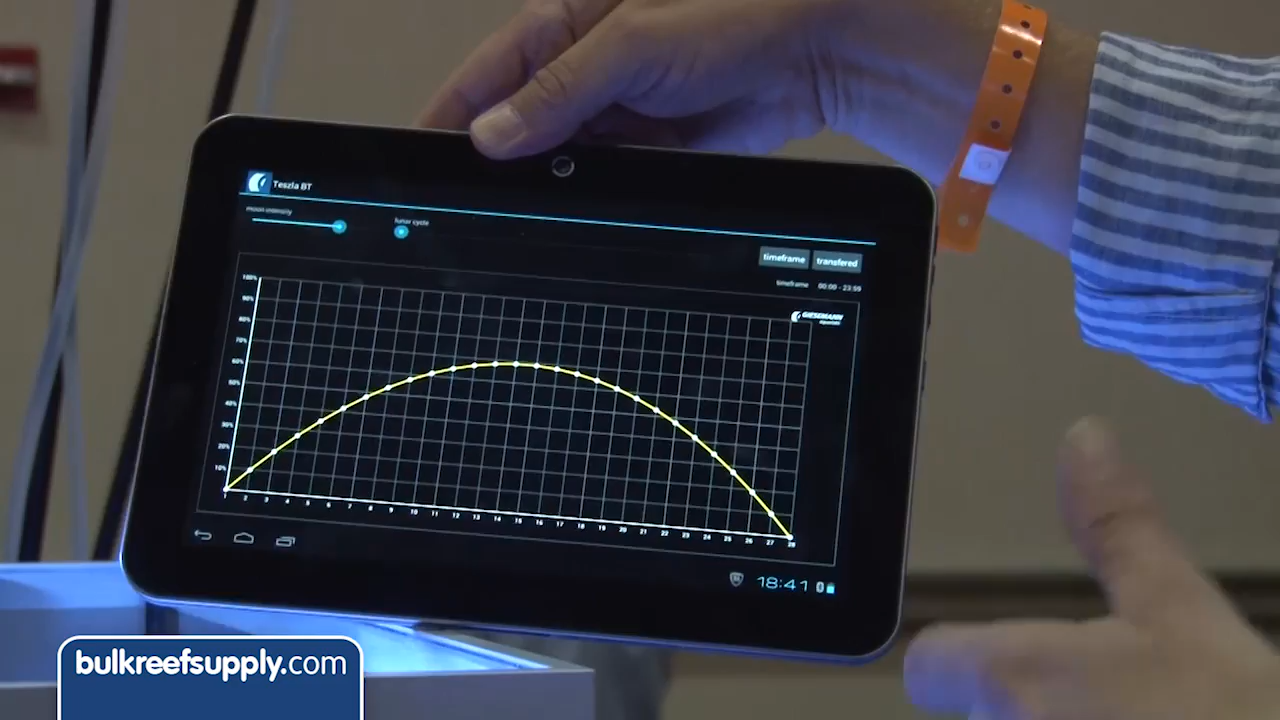 Teszla BT
moon intensity
lunar cycle
timeframe transfered
timeframe 00:00 - 23:59
GIESEMANN
100%
90%
80%
70%
60%
50%
40%
30%
20%
10%
1 2 3 4 5 6 7 8 9 10 11 12 13 14 15 16 17 18 19 20 21 22 23 24 25 26 27 28
18:41
bulkreefsupply.com